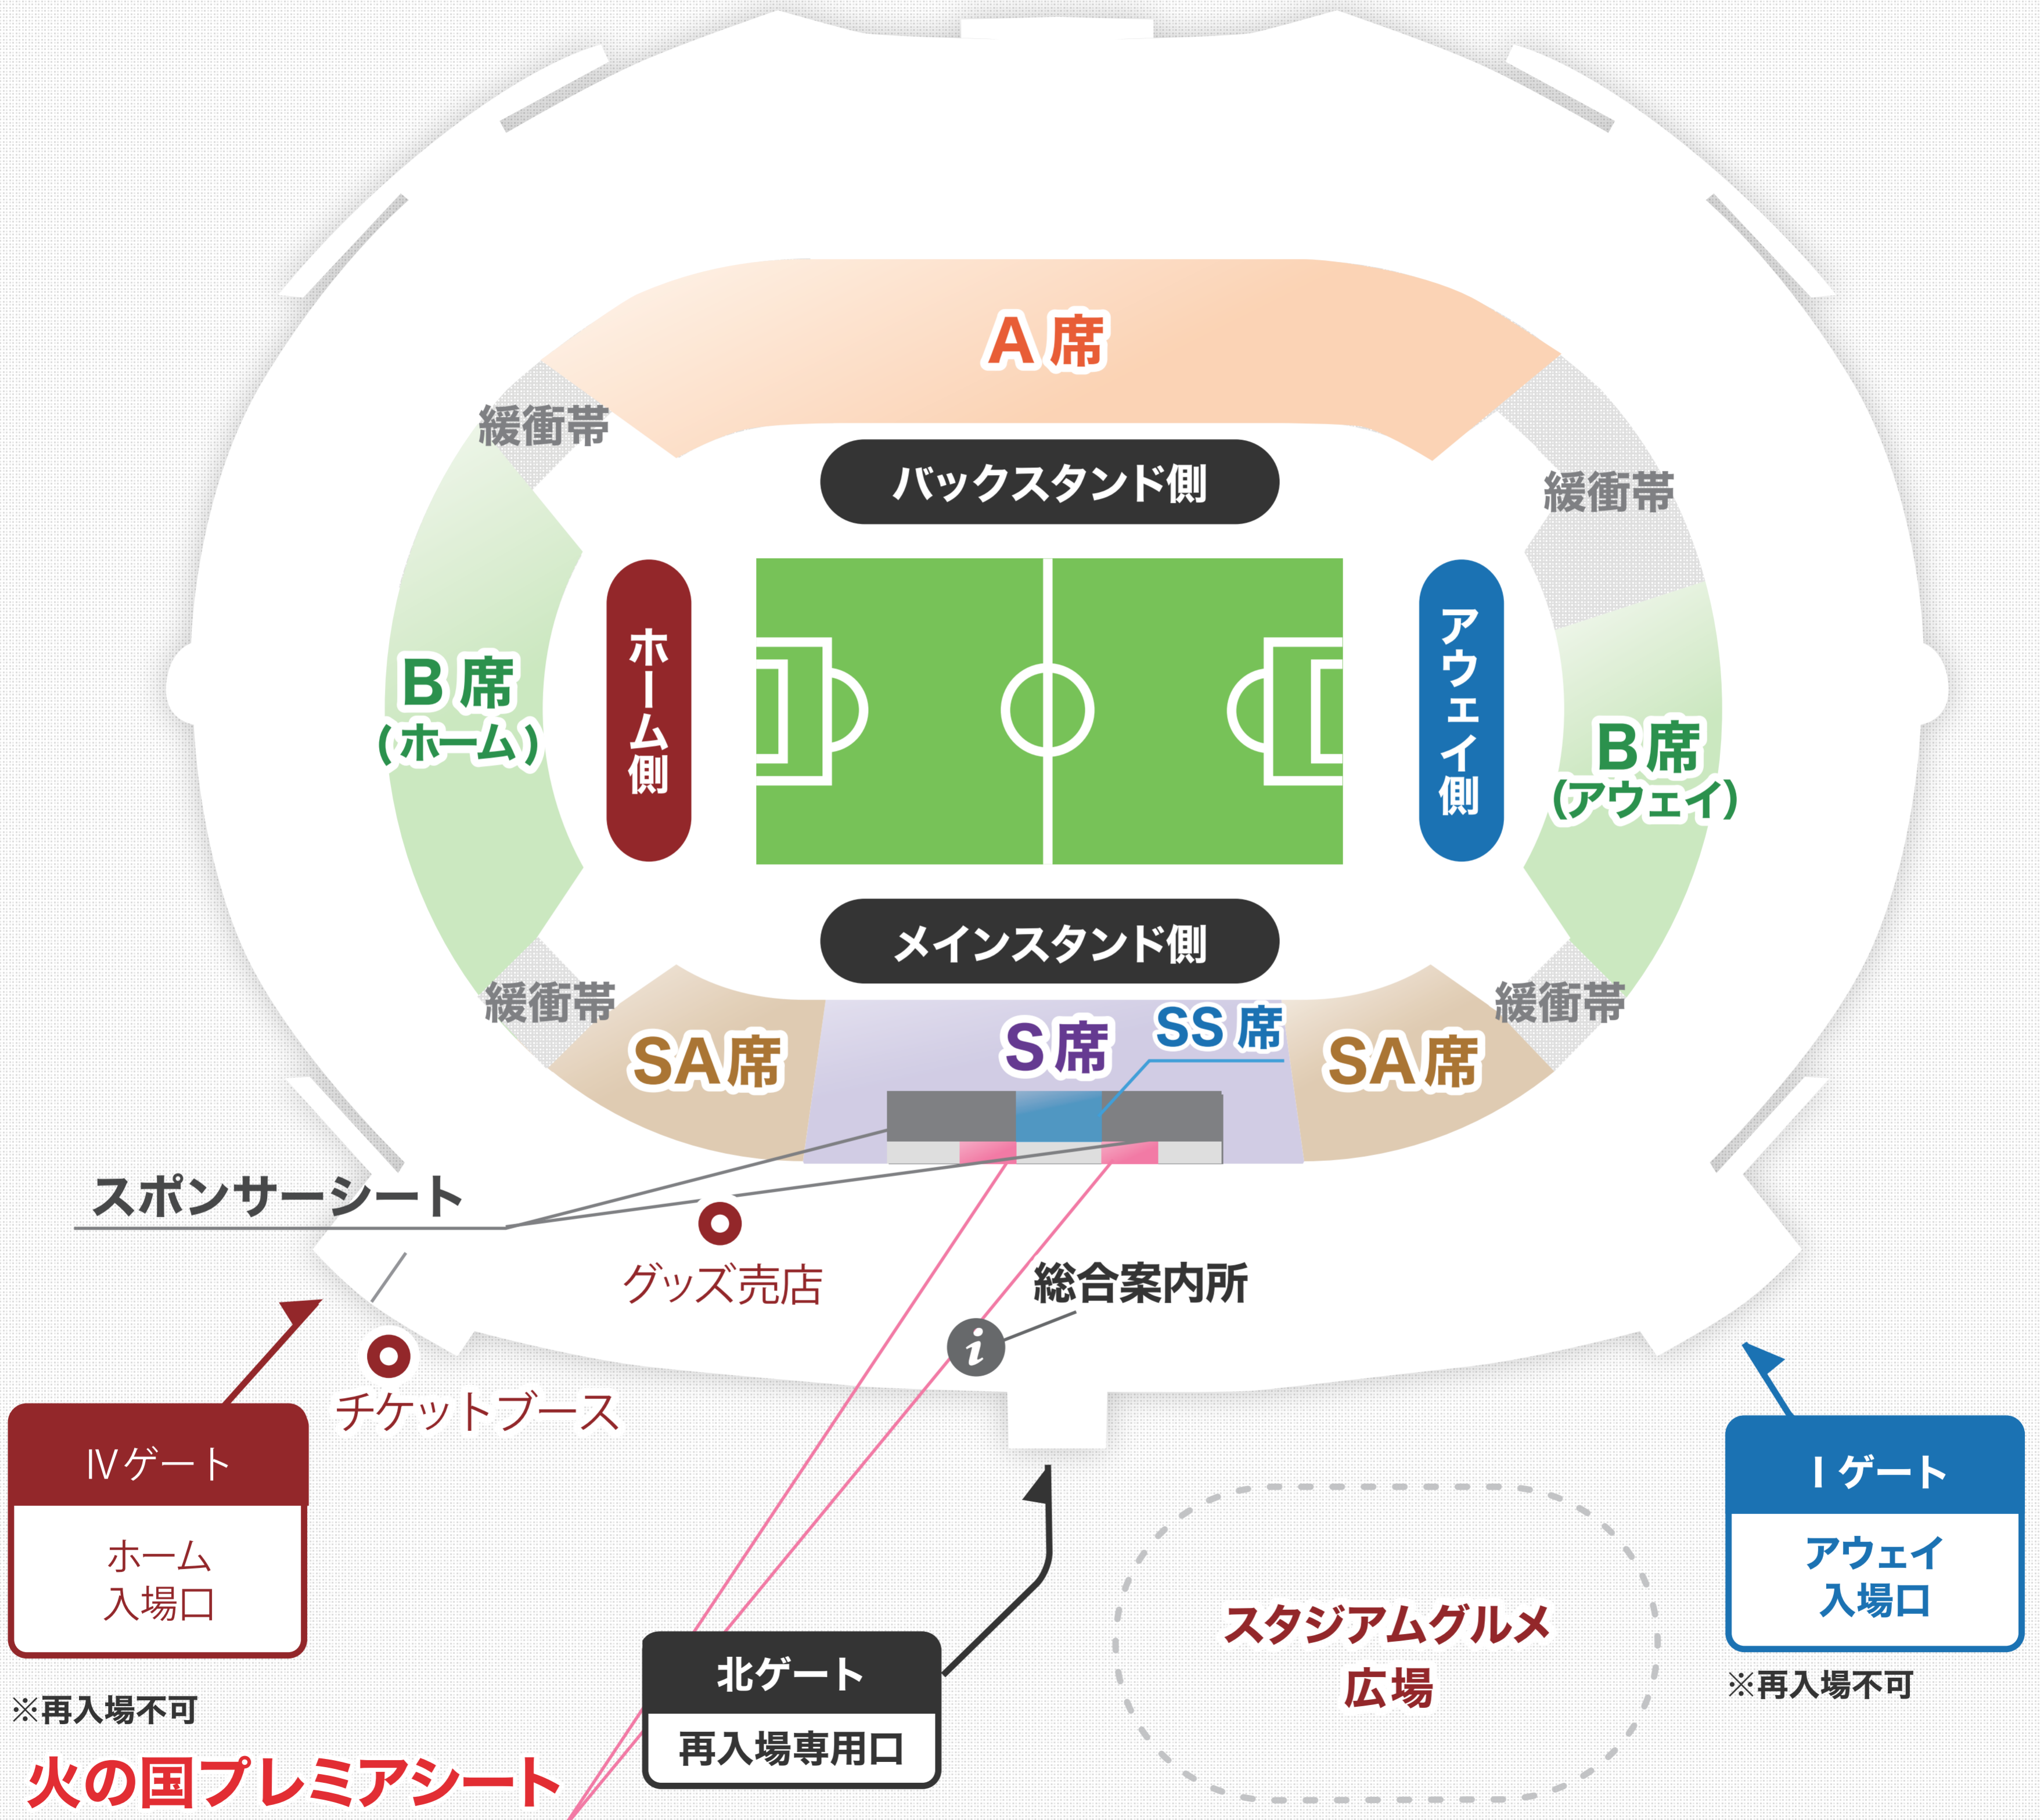 A 席
緩衝帯
緩衝帯
バックスタンド側
ホーム側
アウェイ側
B 席
(ホーム)
B 席
(アウェイ)
メインスタンド側
緩衝帯
緩衝帯
SA席
S 席
SS 席
SA席
スポンサーシート
グッズ売店
総合案内所
i
チケットブース
IVゲート
ホーム
入場口
※再入場不可
I ゲート
アウェイ
入場口
※再入場不可
北ゲート
再入場専用口
スタジアムグルメ
広場
火の国プレミアシート